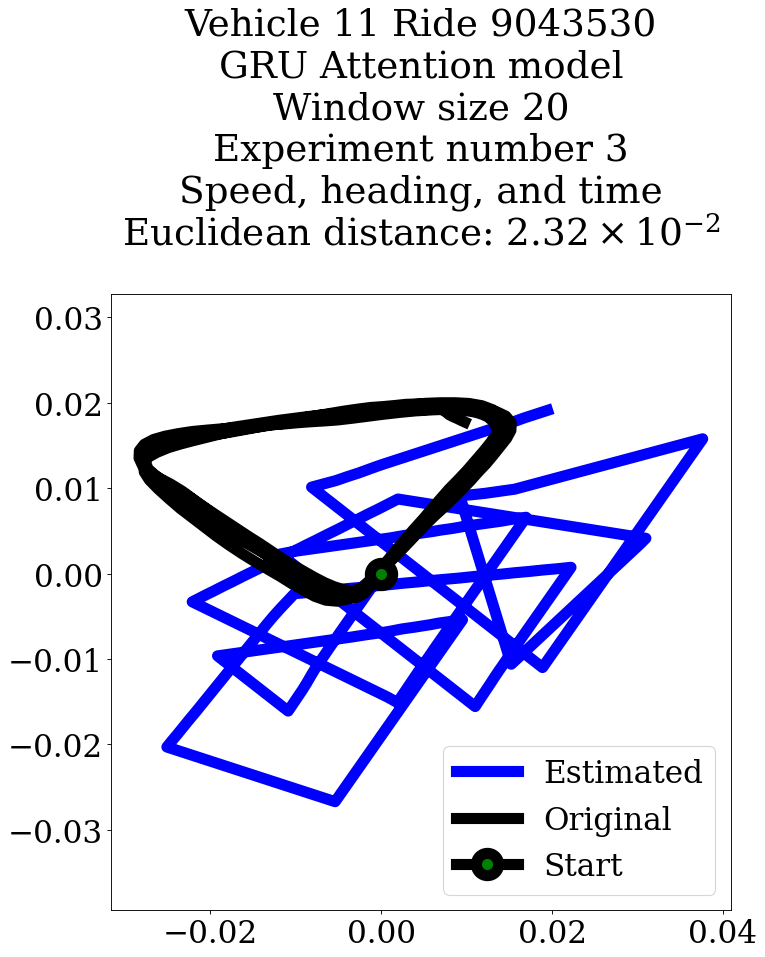 Vehicle 11 Ride 9043530
GRU Attention model
Window size 20
Experiment number 3
Speed, heading, and time
Euclidean distance: 2.32 × 10⁻²
0.03
0.02
0.01
0.00
−0.01
−0.02
−0.03
Estimated
Original
Start
−0.02 0.00 0.02 0.04